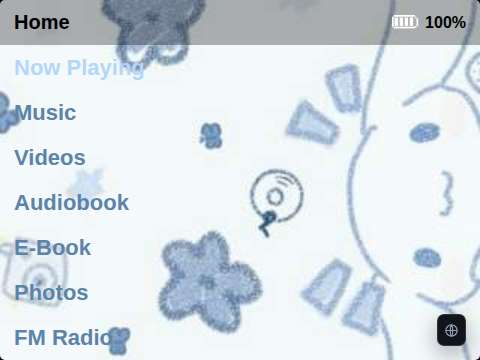 Home
100%
Now Playing
Music
Videos
Audiobook
E-Book
Photos
FM Radio